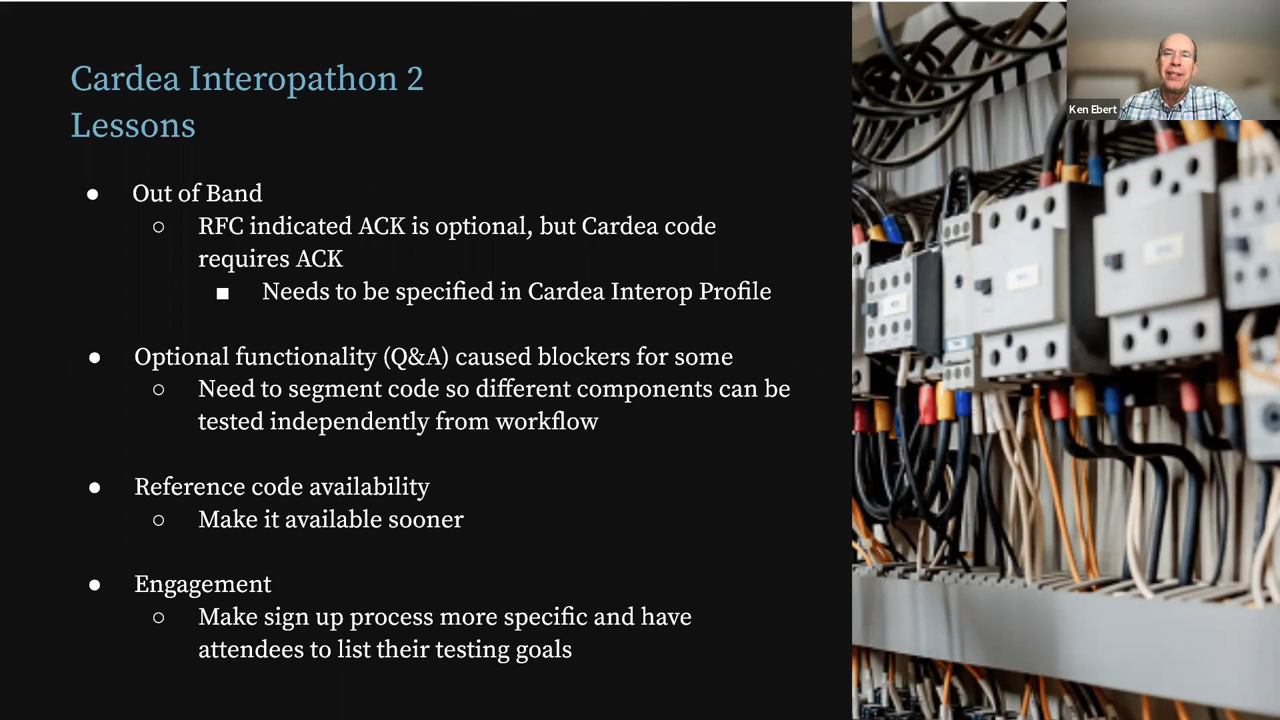 Cardea Interopathon 2
Lessons
Ken Ebert
● Out of Band
○ RFC indicated ACK is optional, but Cardea code
requires ACK
■ Needs to be specified in Cardea Interop Profile
● Optional functionality (Q&A) caused blockers for some
○ Need to segment code so different components can be
tested independently from workflow
● Reference code availability
○ Make it available sooner
● Engagement
○ Make sign up process more specific and have
attendees to list their testing goals